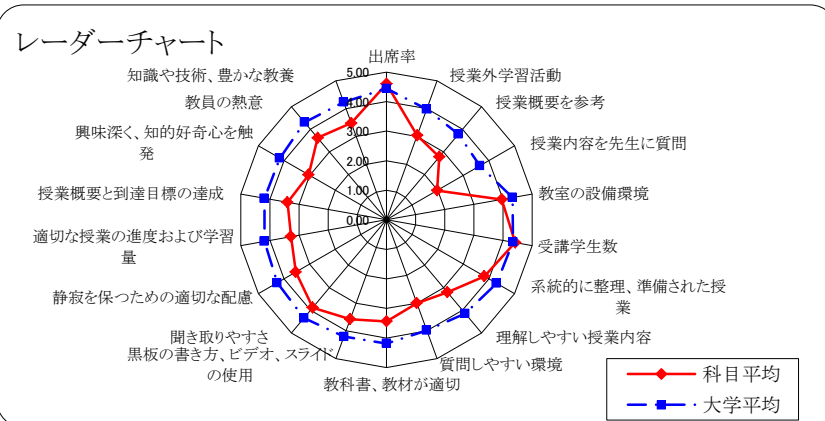 レーダーチャート
出席率
授業外学習活動
授業概要を参考
授業内容を先生に質問
教室の設備環境
受講学生数
系統的に整理、準備された授
業
理解しやすい授業内容
質問しやすい環境
教科書、教材が適切
黒板の書き方、ビデオ、スライド
の使用
聞き取りやすさ
静寂を保つための適切な配慮
適切な授業の進度および学習
量
授業概要と到達目標の達成
興味深く、知的好奇心を触
発
教員の熱意
知識や技術、豊かな教養
5.00
4.00
3.00
2.00
1.00
0.00
科目平均
大学平均